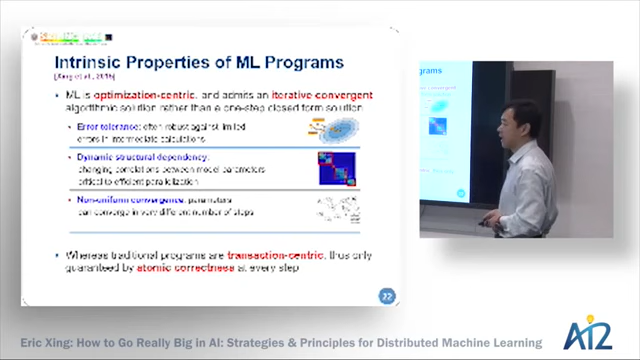 Intrinsic Properties of ML Programs
[Xing et al., 2015]
ML is optimization-centric, and admits an iterative-convergent
algorithmic solution rather than a one-step closed form solution
Error tolerance: often robust against limited
errors in intermediate calculations
Dynamic structural dependency:
changing correlations between model parameters
critical to efficient parallelization
Non-uniform convergence: parameters
can converge in very different number of steps
Whereas traditional programs are transaction-centric, thus only
guaranteed by atomic correctness at every step
22
Eric Xing: How to Go Really Big in AI: Strategies & Principles for Distributed Machine Learning
AI2